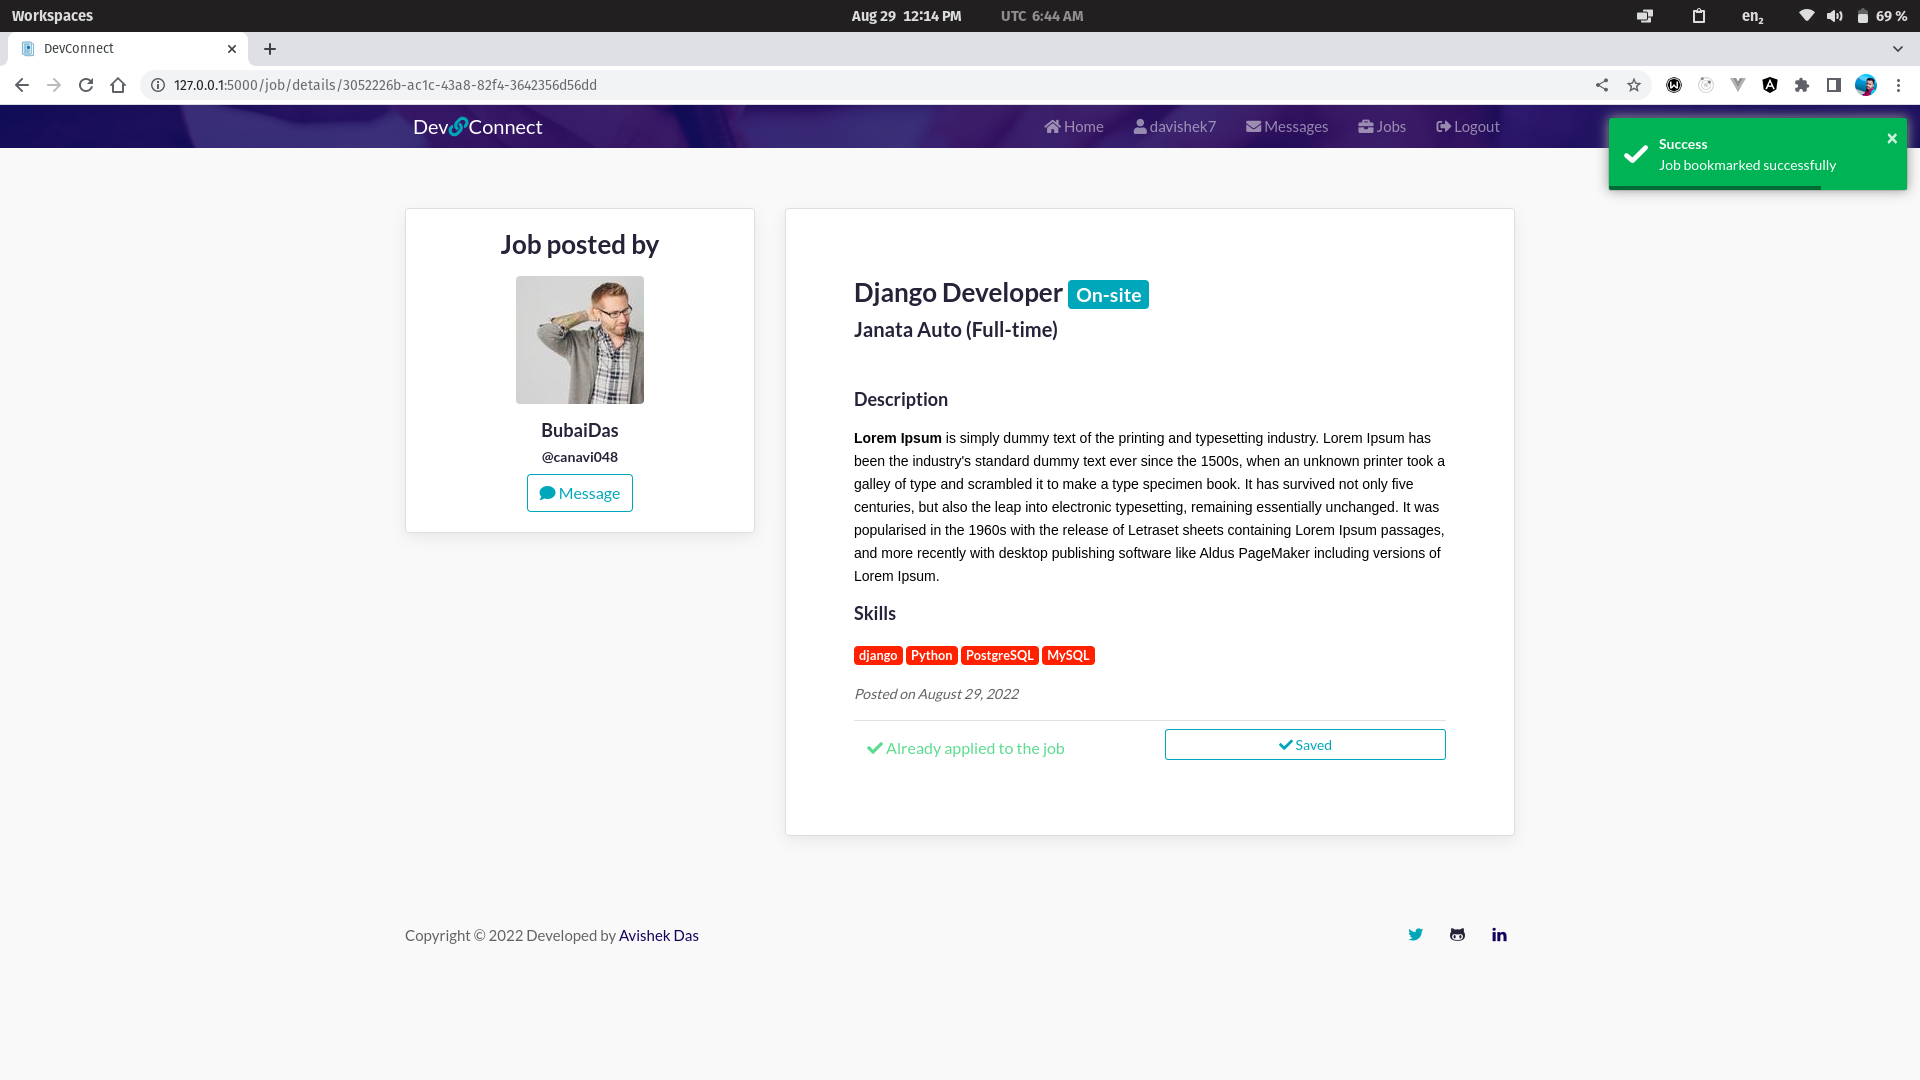 Workspaces
Aug 29 12:14 PM UTC 6:44 AM
en₂
69 %
DevConnect
127.0.0.1:5000/job/details/3052226b-ac1c-43a8-82f4-3642356d56dd
DevConnect
Home
davishek7
Messages
Jobs
Logout
Success
Job bookmarked successfully
Job posted by
BubaiDas
@canavi048
Message
Django Developer On-site
Janata Auto (Full-time)
Description
Lorem Ipsum is simply dummy text of the printing and typesetting industry. Lorem Ipsum has
been the industry's standard dummy text ever since the 1500s, when an unknown printer took a
galley of type and scrambled it to make a type specimen book. It has survived not only five
centuries, but also the leap into electronic typesetting, remaining essentially unchanged. It was
popularised in the 1960s with the release of Letraset sheets containing Lorem Ipsum passages,
and more recently with desktop publishing software like Aldus PageMaker including versions of
Lorem Ipsum.
Skills
django Python PostgreSQL MySQL
Posted on August 29, 2022
Already applied to the job
Saved
Copyright © 2022 Developed by Avishek Das